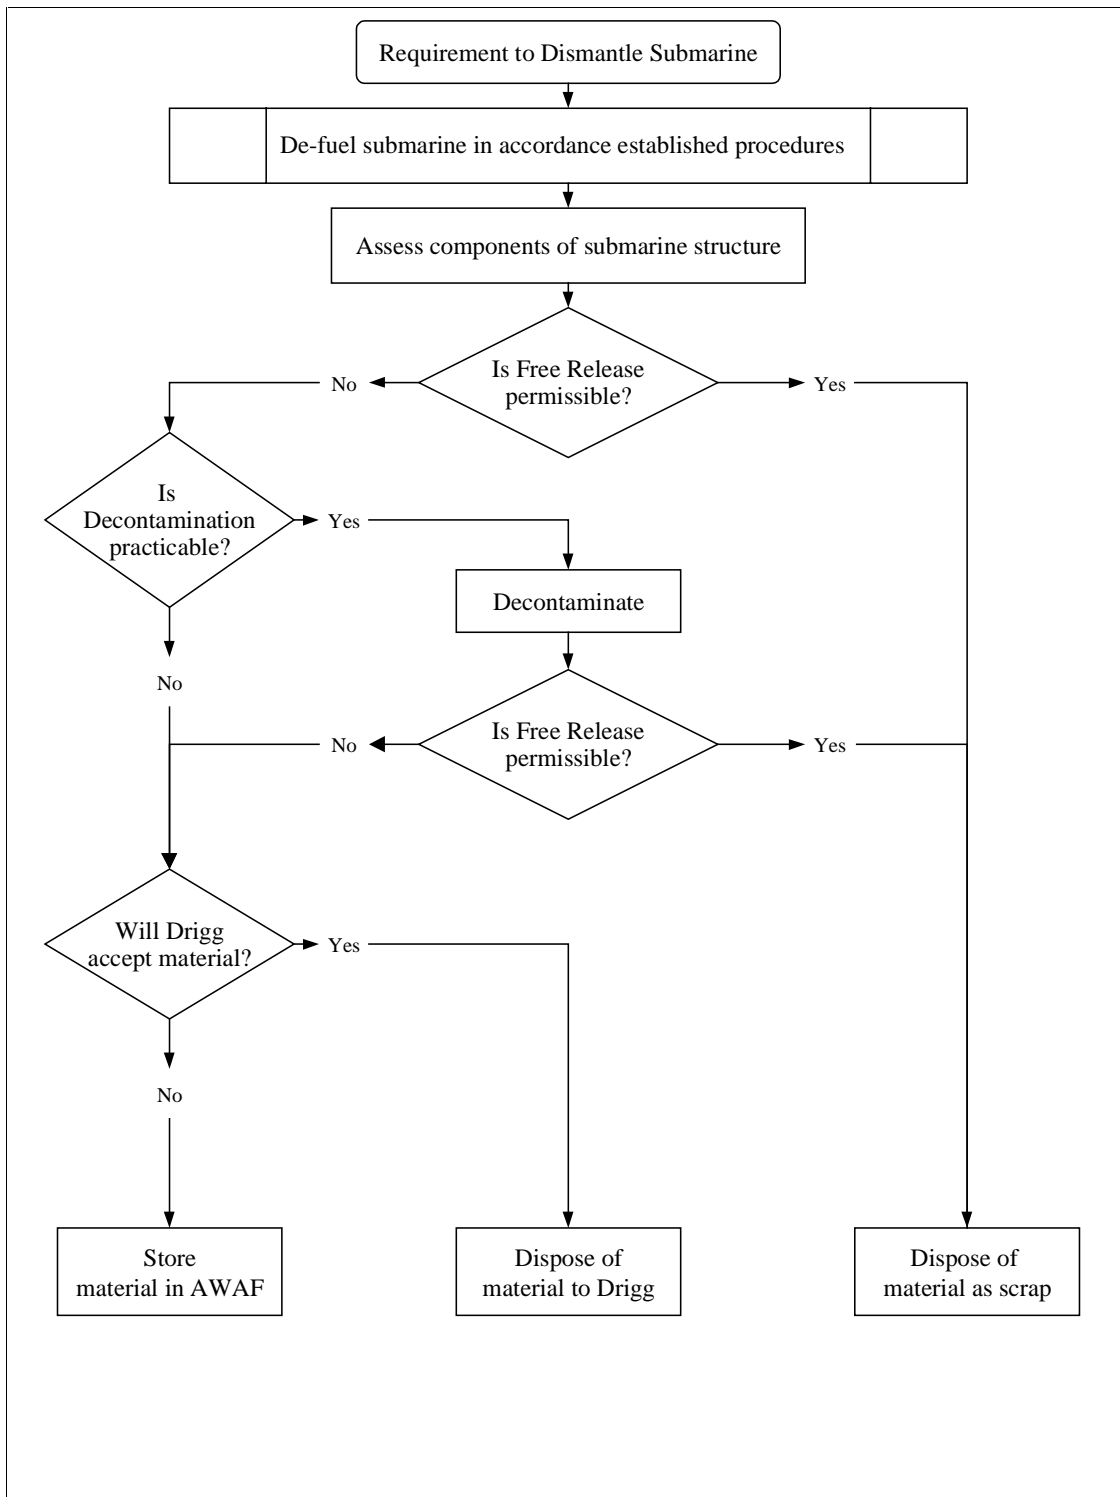 Requirement to Dismantle Submarine
De-fuel submarine in accordance established procedures
Assess components of submarine structure
Is Free Release
permissible?
No
Yes
Is
Decontamination
practicable?
Yes
Decontaminate
No
Is Free Release
permissible?
No
Yes
Will Drigg
accept material?
Yes
No
Store
material in AWAF
Dispose of
material to Drigg
Dispose of
material as scrap